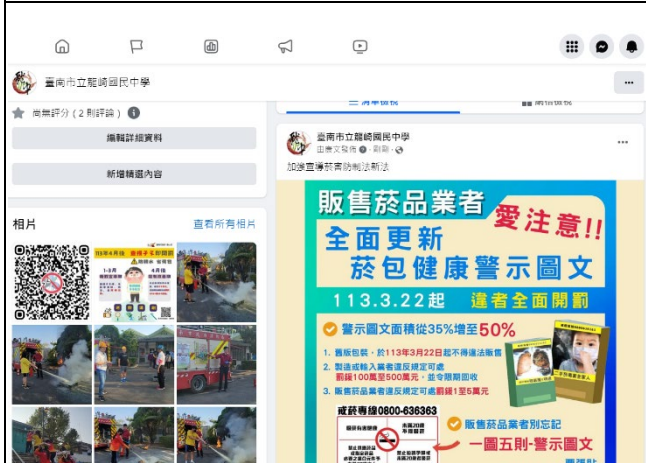 臺南市立龍崎國民中學
尚無評分(2 則評論)
編輯詳細資料
新增精選內容
相片
查看所有相片
臺南市立龍崎國民中學
剛剛
加強宣導菸害防制法新法
販售菸品業者
愛注意!!
全面更新
菸包健康警示圖文
113.3.22起 違者全面開罰
警示圖文面積從35%增至50%
1. 舊版包裝，於113年3月22日起不得違法販售
2. 製造或輸入業者違反規定可處
罰鍰100萬至500萬元，並令限期回收
3. 販售菸品業者違反規定可處罰鍰1至5萬元
戒菸專線0800-636363
販售菸品業者別忘記
一圖五則-警示圖文